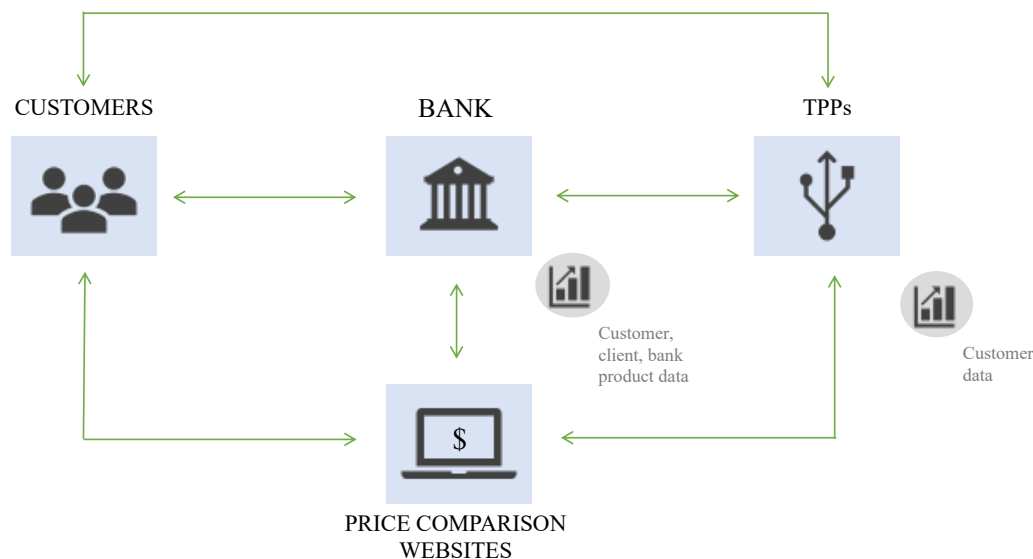 CUSTOMERS
BANK
TPPs
Customer,
client, bank
product data
Customer
data
$
PRICE COMPARISON
WEBSITES